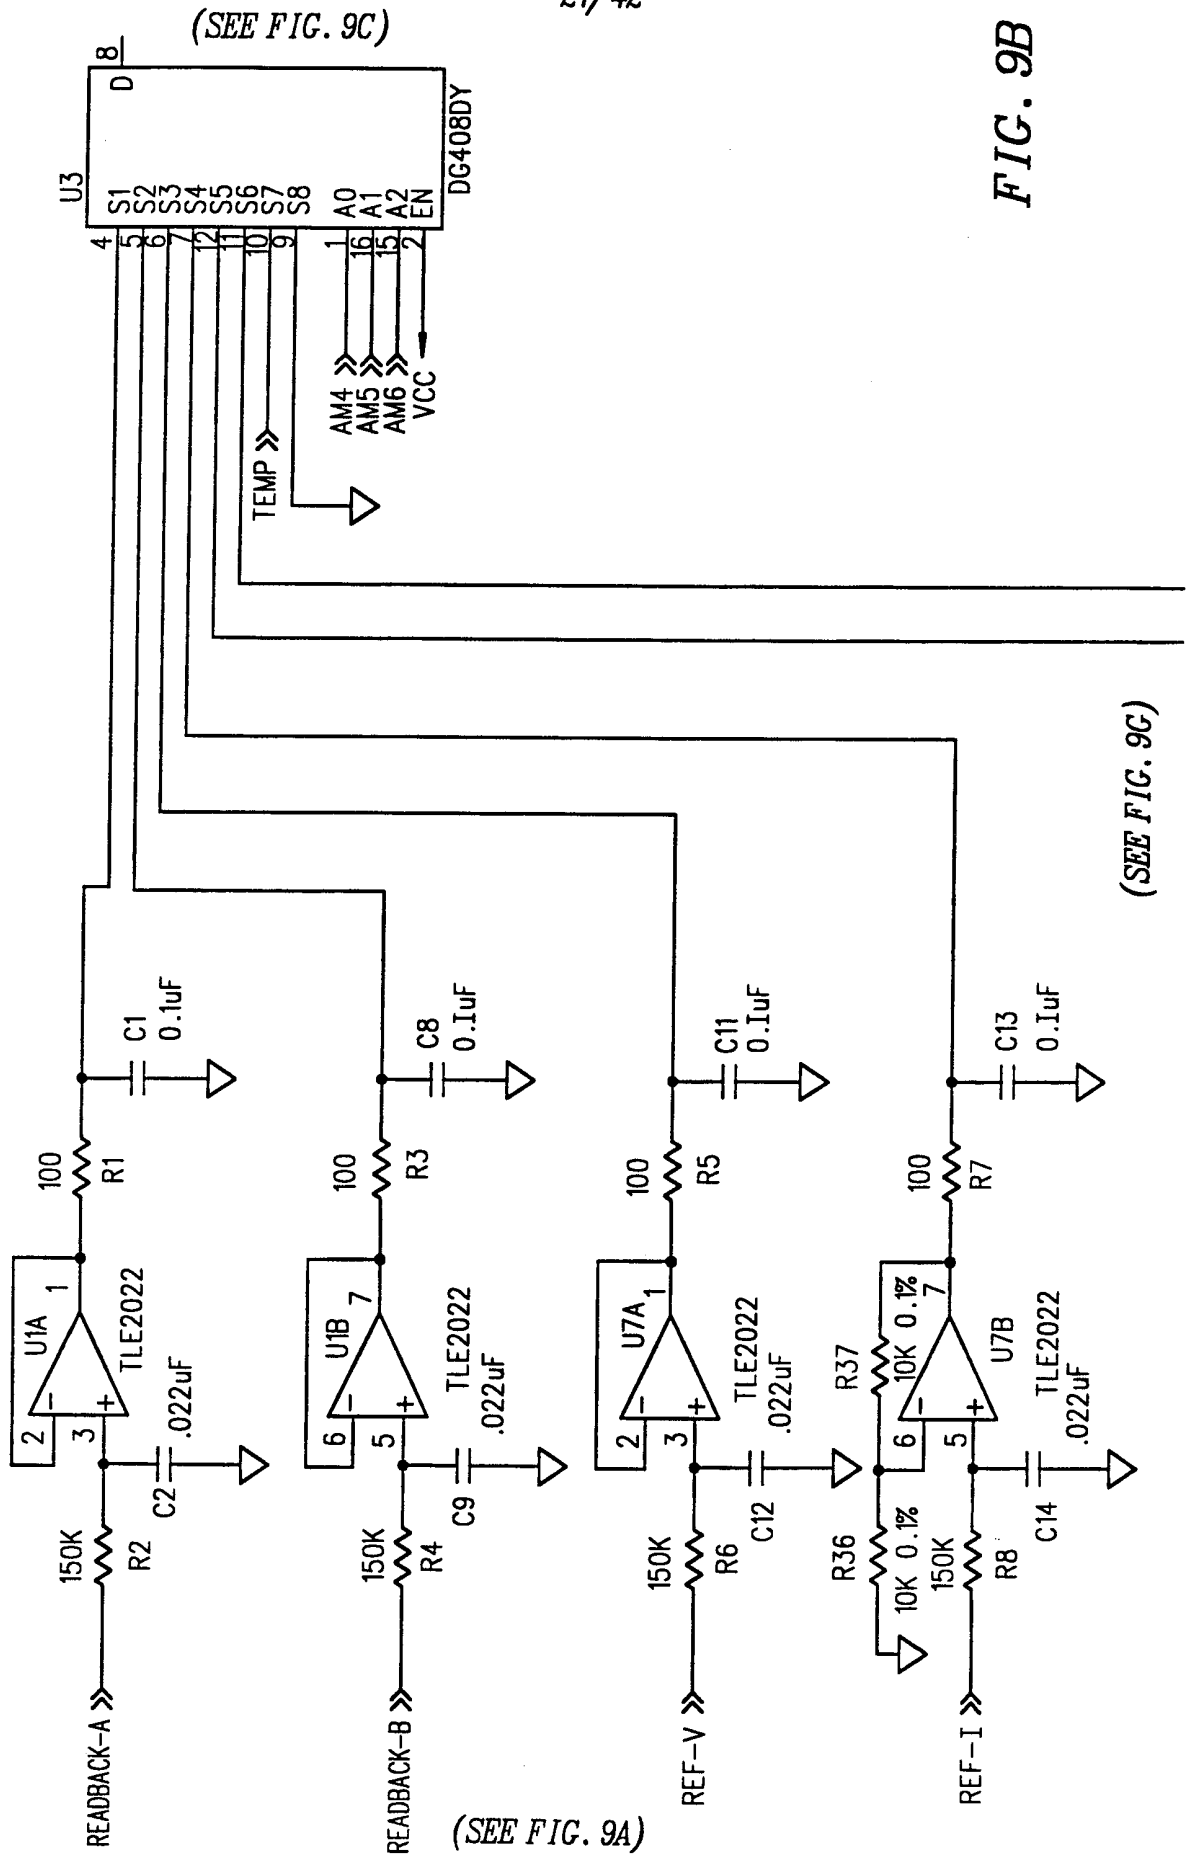 27/42
(SEE FIG. 9C)
FIG. 9B
U3
D 8
4 S1
5 S2
6 S3
7 S4
12 S5
11 S6
10 S7
9 S8
1 A0
16 A1
15 A2
2 EN
DG408DY
AM4
AM5
AM6
VCC
TEMP
(SEE FIG. 9G)
READBACK-A
150K
R2
C2
.022uF
2
3
-
+
U1A
1
TLE2022
100
R1
C1
0.1uF
READBACK-B
150K
R4
C9
.022uF
6
5
-
+
U1B
7
TLE2022
100
R3
C8
0.IuF
REF-V
150K
R6
C12
.022uF
2
3
-
+
U7A
1
TLE2022
100
R5
C11
0.IuF
REF-I
R36
10K 0.1%
150K
R8
C14
.022uF
R37
10K 0.1%
6
5
-
+
7
U7B
TLE2022
100
R7
C13
0.IuF
(SEE FIG. 9A)